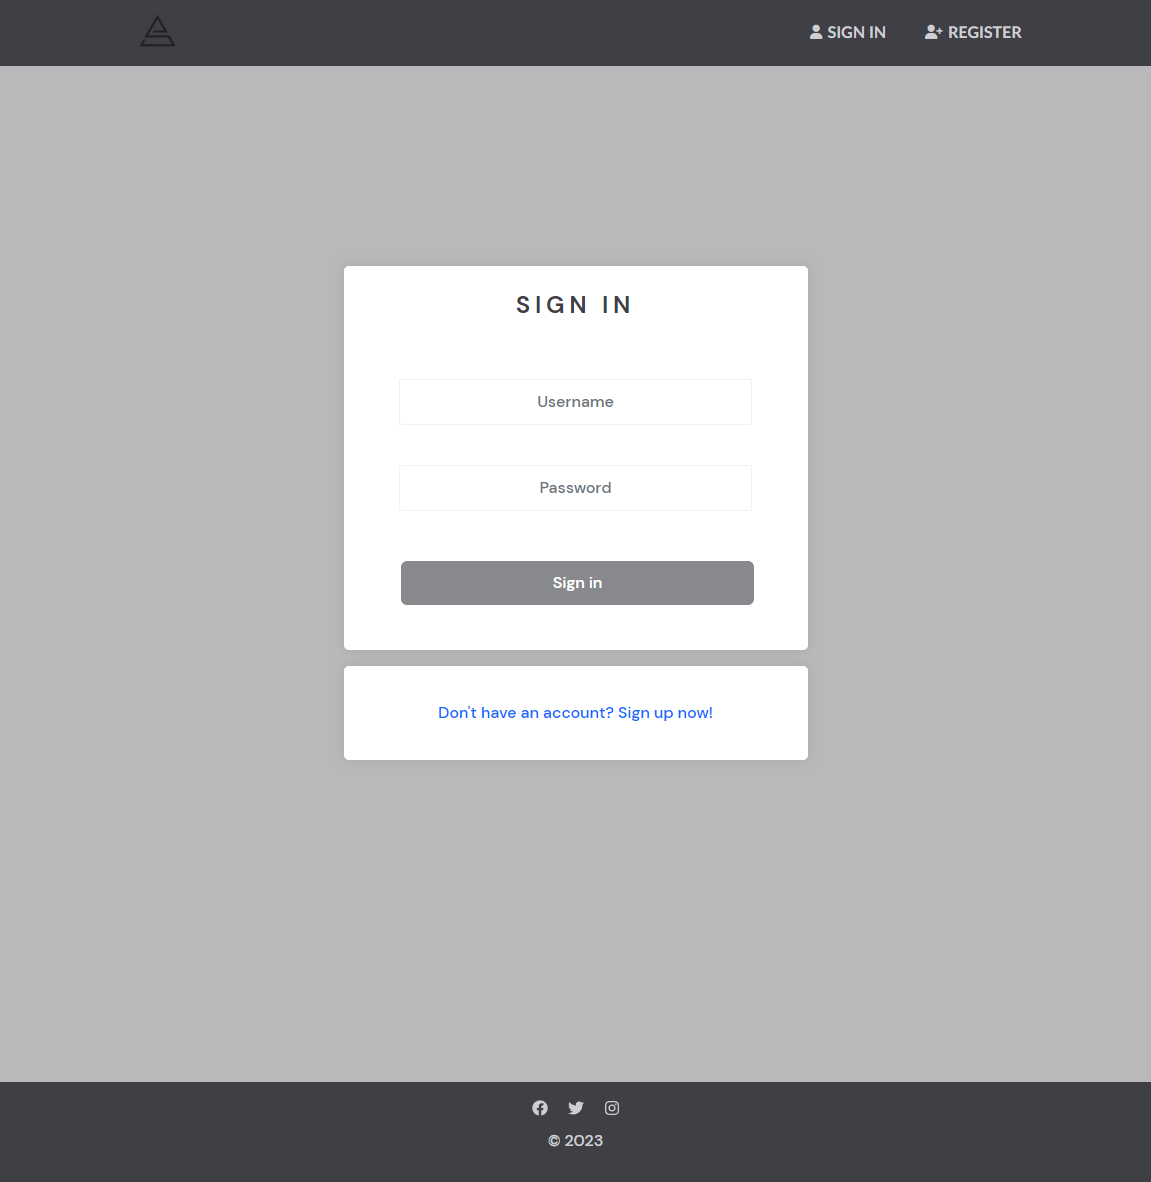 SIGN IN
REGISTER
SIGN IN
Username
Password
Sign in
Don't have an account? Sign up now!
© 2023